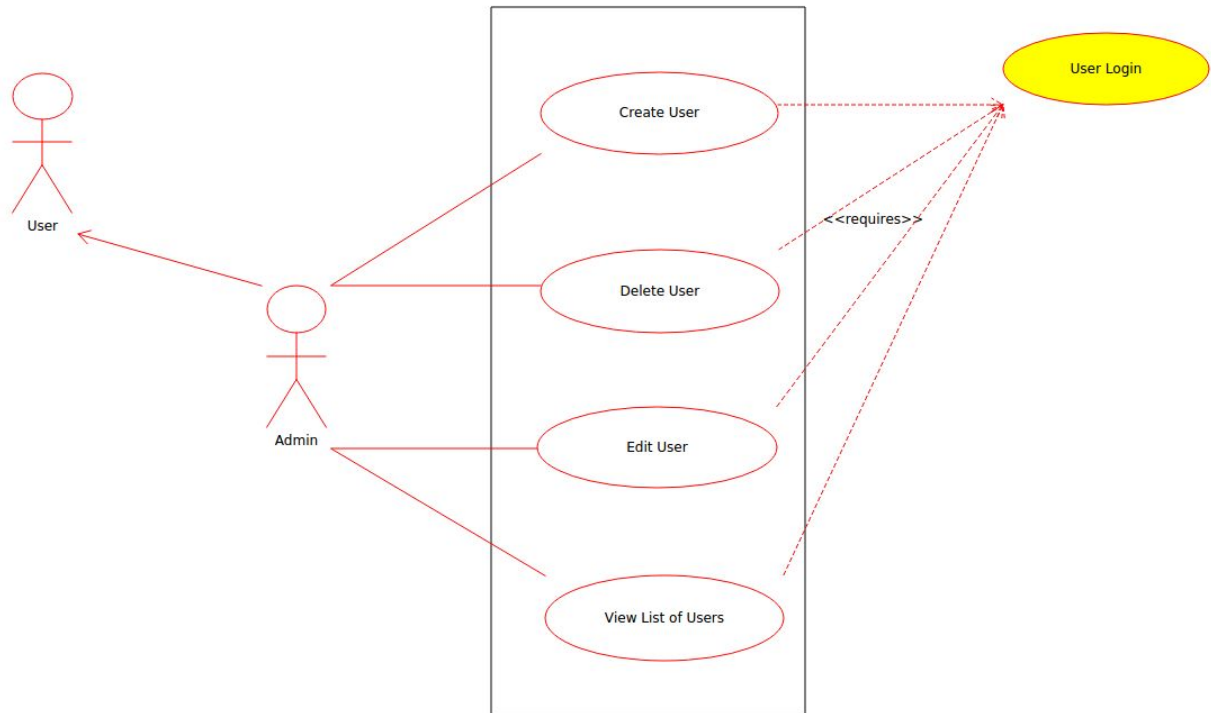 User Login
Create User
<<requires>>
User
Delete User
Admin
Edit User
View List of Users